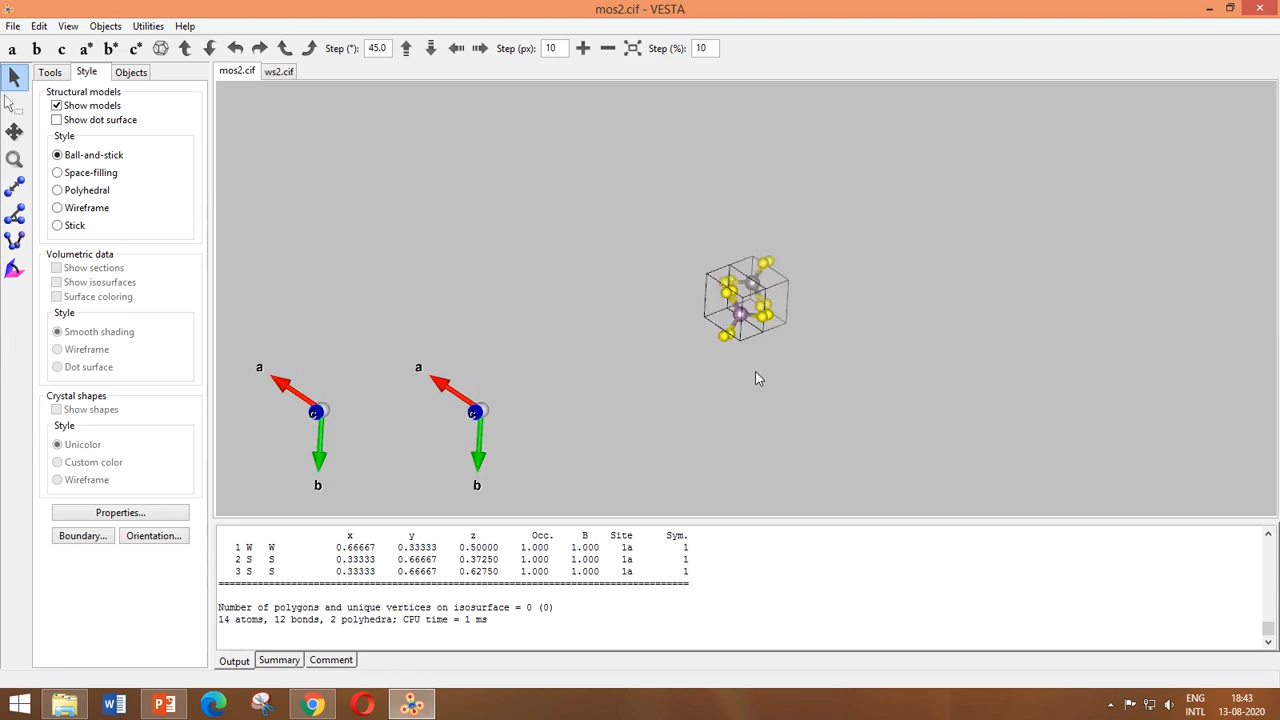 mos2.cif - VESTA
File Edit View Objects Utilities Help
a b c a* b* c* Step (°): 45.0 Step (px): 10 Step (%): 10
Tools Style Objects
mos2.cif ws2.cif
Structural models
Show models
Show dot surface
Style
Ball-and-stick
Space-filling
Polyhedral
Wireframe
Stick
Volumetric data
Show sections
Show isosurfaces
Surface coloring
Style
Smooth shading
Wireframe
Dot surface
Crystal shapes
Show shapes
Style
Unicolor
Custom color
Wireframe
Properties...
Boundary... Orientation...
a a
c c
b b
x y z Occ. B Site Sym.
1 W W 0.66667 0.33333 0.50000 1.000 1.000 1a 1
2 S S 0.33333 0.66667 0.37250 1.000 1.000 1a 1
3 S S 0.33333 0.66667 0.62750 1.000 1.000 1a 1
Number of polygons and unique vertices on isosurface = 0 (0)
14 atoms, 12 bonds, 2 polyhedra; CPU time = 1 ms
Output Summary Comment
ENG 18:43
INTL 13-08-2020